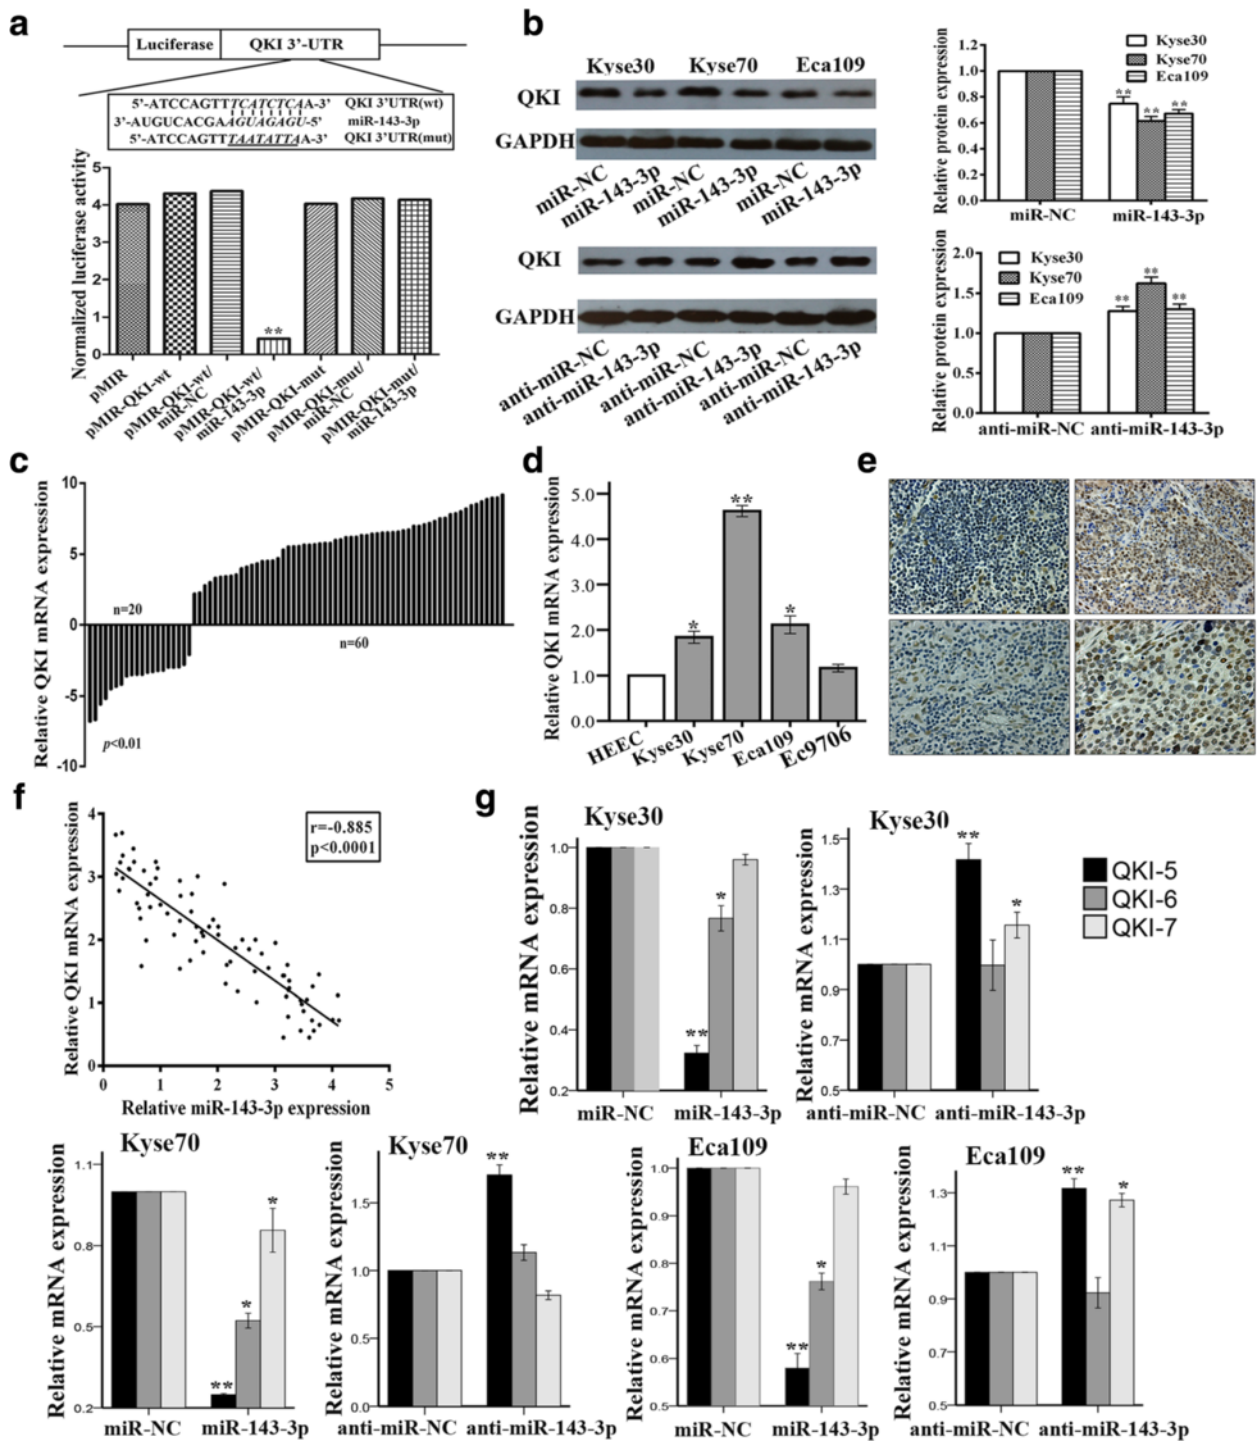 a
Luciferase QKI 3’-UTR
5’-ATCCAGTTTCATCTCAA-3’ QKI 3’UTR(wt)
3’-AUGUCACGAAGUAGAGU-5’ miR-143-3p
5’-ATCCAGTTTAATATTAA-3’ QKI 3’UTR(mut)
Normalized luciferase activity
5
4
3
2
1
0
**
pMIR
pMIR-QKI-wt
pMIR-QKI-wt/
miR-NC
pMIR-QKI-wt/
miR-143-3p
pMIR-QKI-mut
pMIR-QKI-mut/
miR-NC
pMIR-QKI-mut/
miR-143-3p
b
Kyse30 Kyse70 Eca109
QKI
GAPDH
miR-NC
miR-143-3p
miR-NC
miR-143-3p
miR-NC
miR-143-3p
QKI
GAPDH
anti-miR-NC
anti-miR-143-3p
anti-miR-NC
anti-miR-143-3p
anti-miR-NC
anti-miR-143-3p
Relative protein expression
1.2
1.0
0.8
0.6
0.4
0.2
0.0
Kyse30
Kyse70
Eca109
** ** **
miR-NC miR-143-3p
Relative protein expression
2.0
1.5
1.0
0.5
0.0
Kyse30
Kyse70
Eca109
** ** **
anti-miR-NC anti-miR-143-3p
c
Relative QKI mRNA expression
10
5
0
-5
-10
n=20
n=60
p<0.01
d
Relative QKI mRNA expression
5.0
4.0
3.0
2.0
1.0
0.0
* ** *
HEEC
Kyse30
Kyse70
Eca109
Ec9706
e
f
Relative QKI mRNA expression
4
3
2
1
0
r=-0.885
p<0.0001
0 1 2 3 4 5
Relative miR-143-3p expression
g
Kyse30
Relative mRNA expression
1.0
0.8
0.6
0.4
0.2
** *
miR-NC miR-143-3p
Kyse30
Relative mRNA expression
1.5
1.3
1.1
0.9
0.7
0.5
** *
anti-miR-NC anti-miR-143-3p
QKI-5
QKI-6
QKI-7
Kyse70
Relative mRNA expression
1.1
0.8
0.5
0.2
** * *
miR-NC miR-143-3p
Kyse70
Relative mRNA expression
1.5
1.0
0.5
0.0
**
anti-miR-NC anti-miR-143-3p
Eca109
Relative mRNA expression
1.0
0.9
0.8
0.7
0.6
0.5
** *
miR-NC miR-143-3p
Eca109
Relative mRNA expression
1.3
1.1
0.9
0.7
0.5
** *
anti-miR-NC anti-miR-143-3p